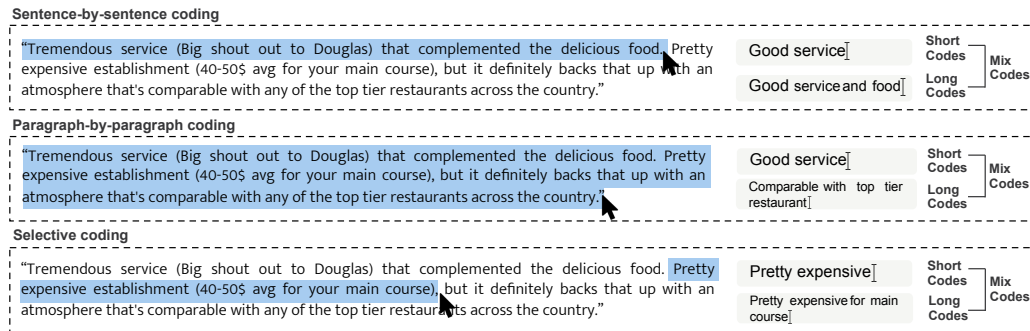 Sentence-by-sentence coding
“Tremendous service (Big shout out to Douglas) that complemented the delicious food. Pretty
expensive establishment (40-50$ avg for your main course), but it definitely backs that up with an
atmosphere that's comparable with any of the top tier restaurants across the country.”
Good service
Good service and food
Short
Codes
Long
Codes
Mix
Codes
Paragraph-by-paragraph coding
“Tremendous service (Big shout out to Douglas) that complemented the delicious food. Pretty
expensive establishment (40-50$ avg for your main course), but it definitely backs that up with an
atmosphere that's comparable with any of the top tier restaurants across the country.”
Good service
Comparable with top tier
restaurant
Short
Codes
Long
Codes
Mix
Codes
Selective coding
“Tremendous service (Big shout out to Douglas) that complemented the delicious food. Pretty
expensive establishment (40-50$ avg for your main course), but it definitely backs that up with an
atmosphere that's comparable with any of the top tier restaurants across the country.”
Pretty expensive
Pretty expensive for main
course
Short
Codes
Long
Codes
Mix
Codes